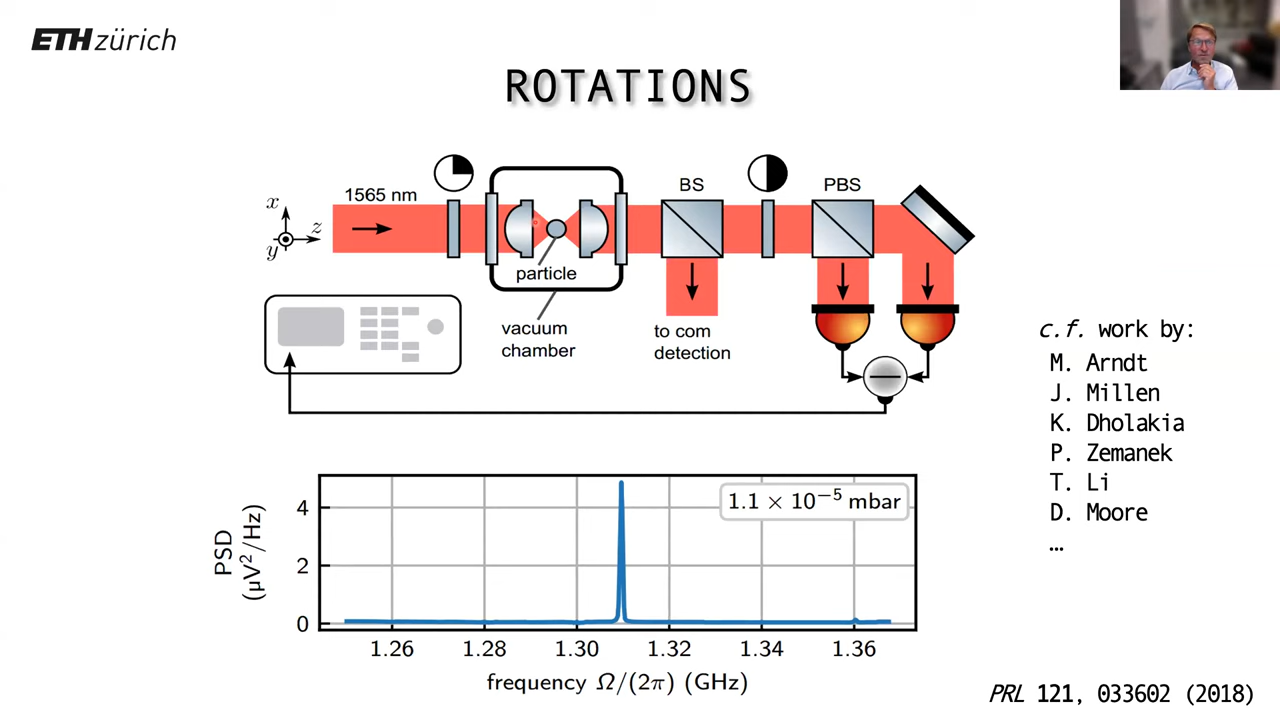 ETH zürich
ROTATIONS
1565 nm
x
z
y
particle
vacuum
chamber
BS
PBS
to com
detection
c.f. work by:
M. Arndt
J. Millen
K. Dholakia
P. Zemanek
T. Li
D. Moore
…
1.1 × 10⁻⁵ mbar
PSD
(μV²/Hz)
4
2
0
1.26 1.28 1.30 1.32 1.34 1.36
frequency Ω/(2π) (GHz)
PRL 121, 033602 (2018)